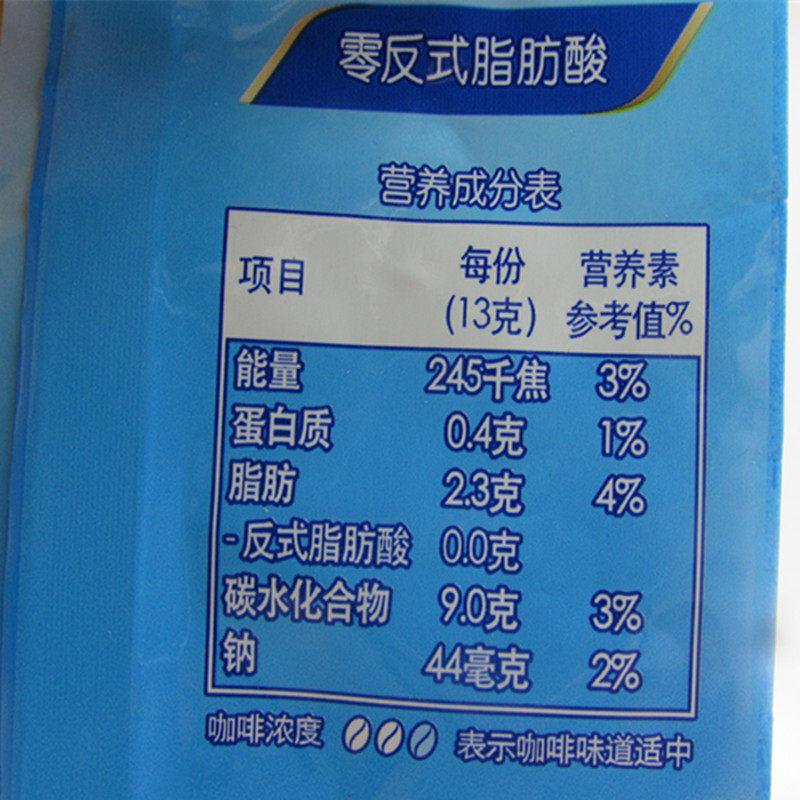 零反式脂肪酸
营养成分表
项目 每份 (13克) 营养素 参考值%
能量 245千焦 3%
蛋白质 0.4克 1%
脂肪 2.3克 4%
-反式脂肪酸 0.0克
碳水化合物 9.0克 3%
钠 44毫克 2%
咖啡浓度 表示咖啡味道适中